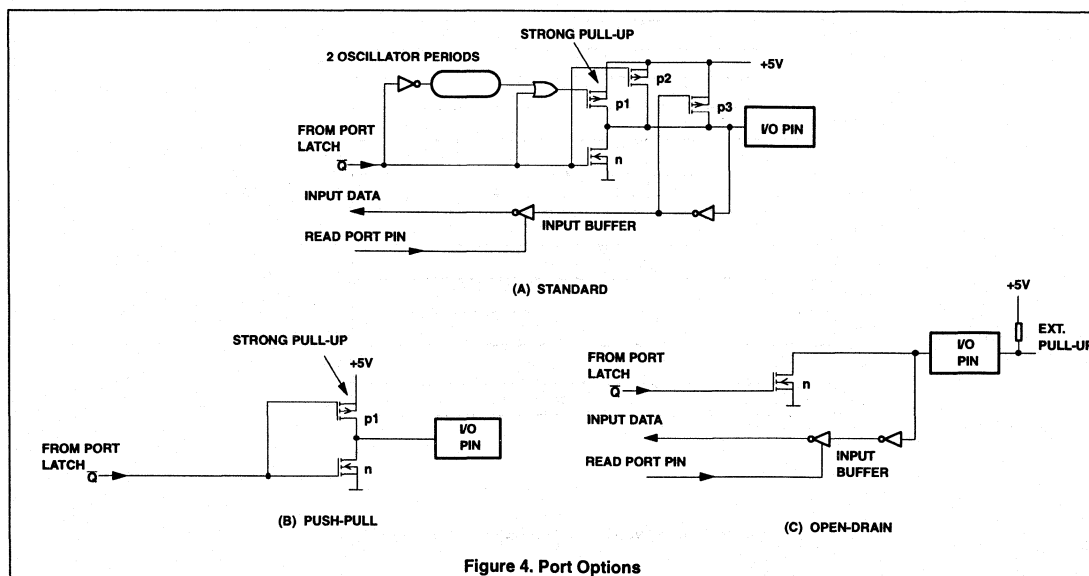 STRONG PULL-UP
2 OSCILLATOR PERIODS
+5V
p2
p1
p3
I/O PIN
FROM PORT
LATCH
Q̅
n
INPUT DATA
INPUT BUFFER
READ PORT PIN
(A) STANDARD
STRONG PULL-UP
+5V
p1
FROM PORT
LATCH
Q̅
n
I/O
PIN
(B) PUSH-PULL
+5V
EXT.
PULL-UP
I/O
PIN
FROM PORT
LATCH
Q̅
n
INPUT DATA
READ PORT PIN
INPUT
BUFFER
(C) OPEN-DRAIN
Figure 4. Port Options